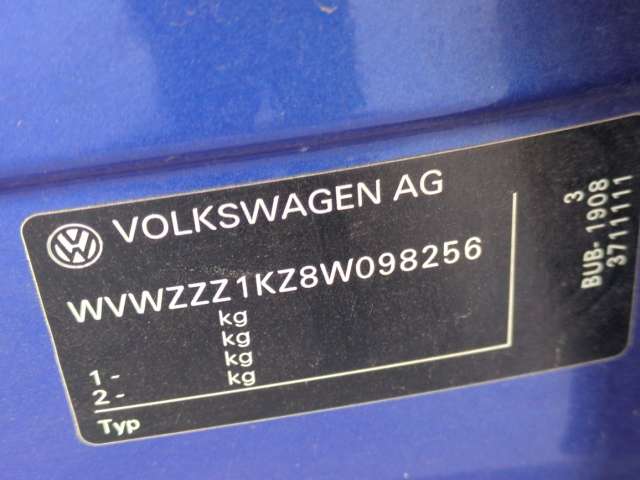 VOLKSWAGEN AG
WVWZZZ1KZ8W098256
kg
kg
1 - kg
2 - kg
Typ
3
BUB- 1908
3711111